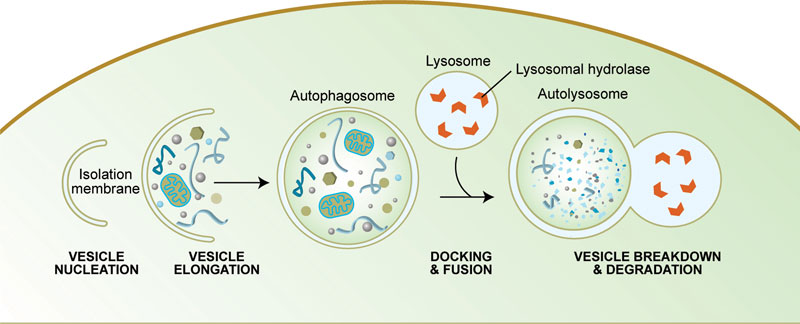 Isolation
membrane
VESICLE
NUCLEATION
VESICLE
ELONGATION
Autophagosome
Lysosome
Lysosomal hydrolase
DOCKING
& FUSION
Autolysosome
VESICLE BREAKDOWN
& DEGRADATION